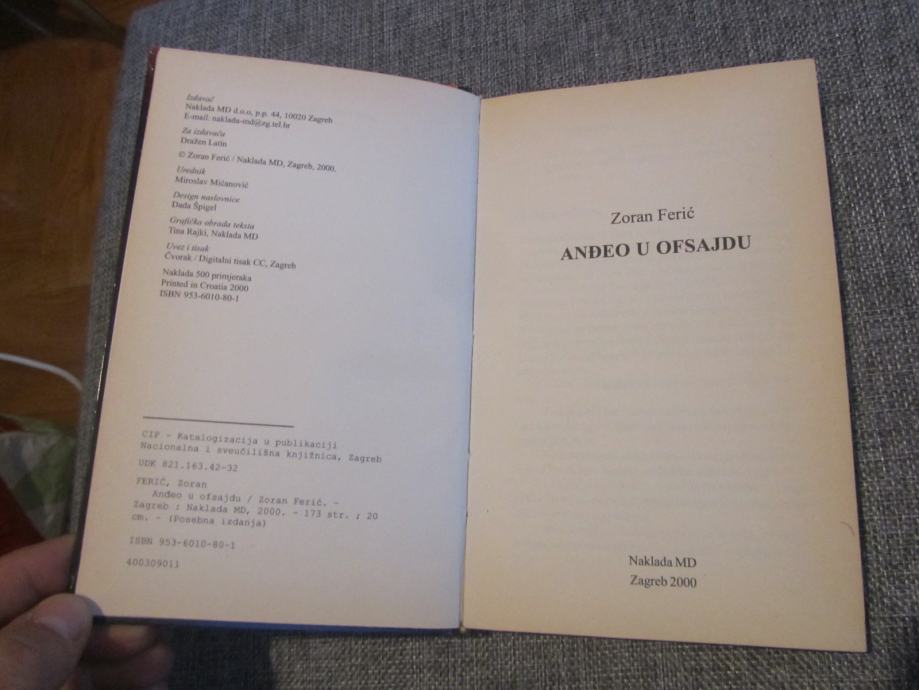 Izdavač
Naklada MD d.o.o, p.p. 44, 10020 Zagreb
E-mail: naklada-md@zg.tel.hr
Za izdavača
Dražen Latin
© Zoran Ferić / Naklada MD, Zagreb, 2000.
Urednik
Miroslav Mićanović
Design naslovnice
Dada Špigel
Grafička obrada teksta
Tina Rajki, Naklada MD
Uvez i tisak
Čvorak / Digitalni tisak CC, Zagreb
Naklada 500 primjeraka
Printed in Croatia 2000
ISBN 953-6010-80-1
CIP - Katalogizacija u publikaciji
Nacionalna i sveučilišna knjižnica, Zagreb
UDK 821.163.42-32
FERIĆ, Zoran
Anđeo u ofsajdu / Zoran Ferić. -
Zagreb : Naklada MD, 2000. - 173 str. ; 20
cm. - (Posebna izdanja)
ISBN 953-6010-80-1
400309011
Zoran Ferić
ANĐEO U OFSAJDU
Naklada MD
Zagreb 2000